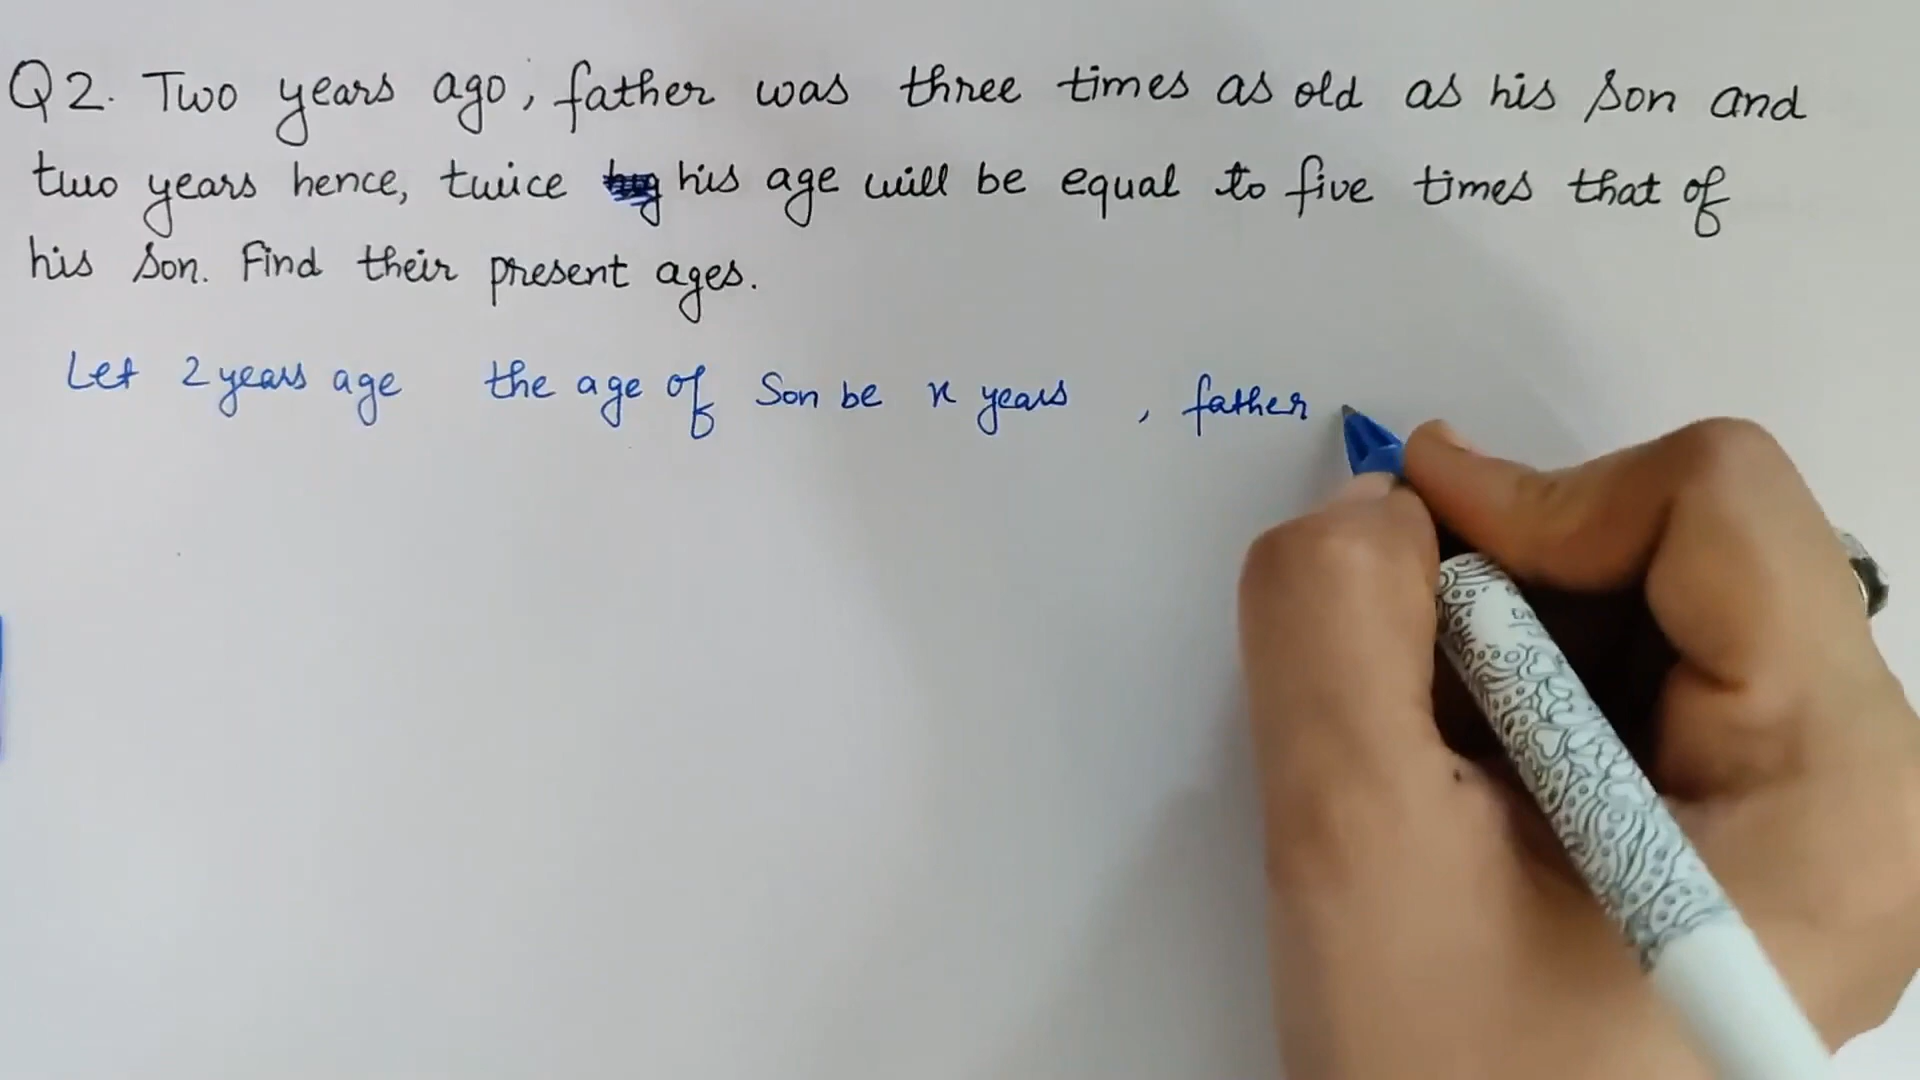 Q2. Two years ago, father was three times as old as his son and
two years hence, twice his age will be equal to five times that of
his son. Find their present ages.
Let 2 years age the age of Son be x years , father